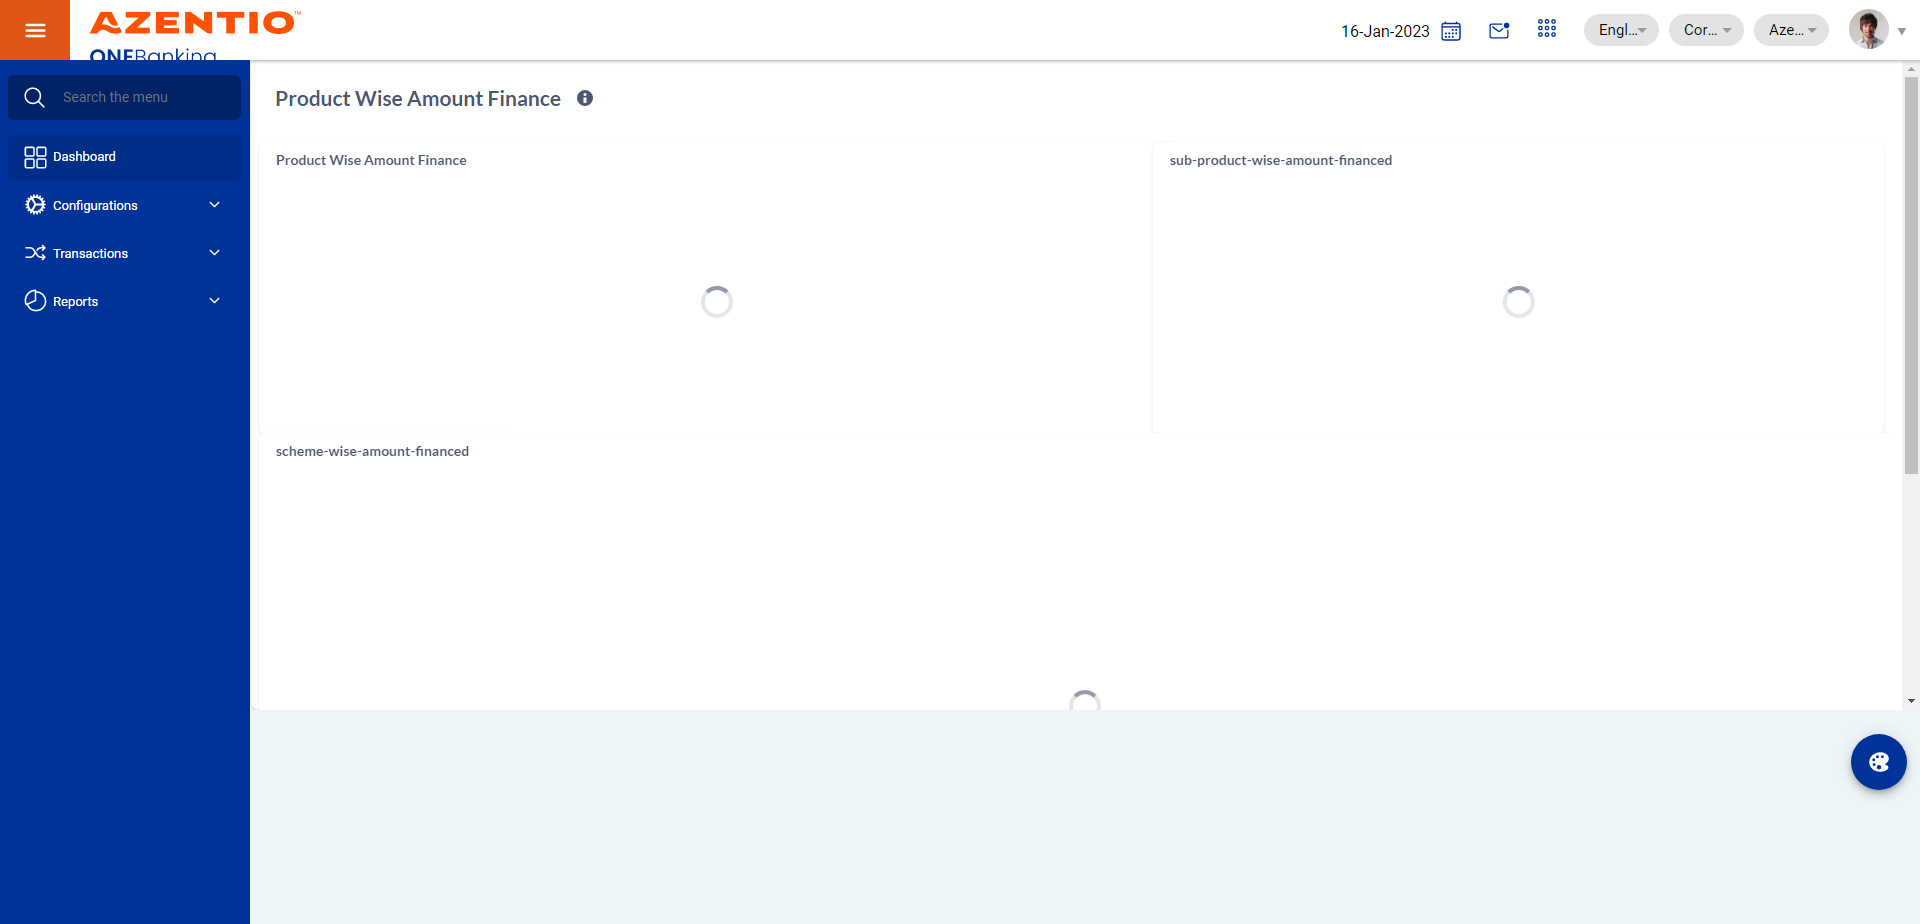 AZENTIO™
ONEBanking
16-Jan-2023
Engl...
Cor...
Aze...
Search the menu
Dashboard
Configurations
Transactions
Reports
Product Wise Amount Finance
Product Wise Amount Finance
sub-product-wise-amount-financed
scheme-wise-amount-financed